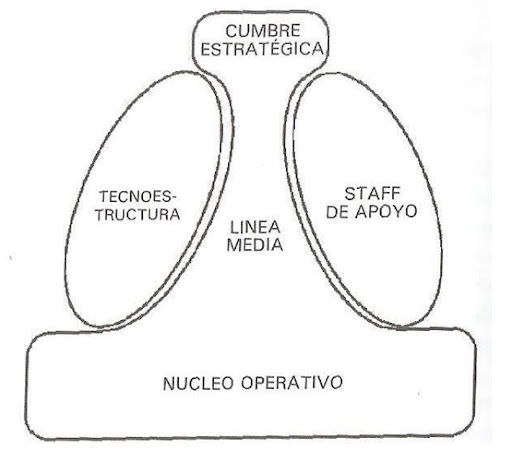 CUMBRE
ESTRATÉGICA
TECNOES-
TRUCTURA
STAFF
DE APOYO
LINEA
MEDIA
NUCLEO OPERATIVO